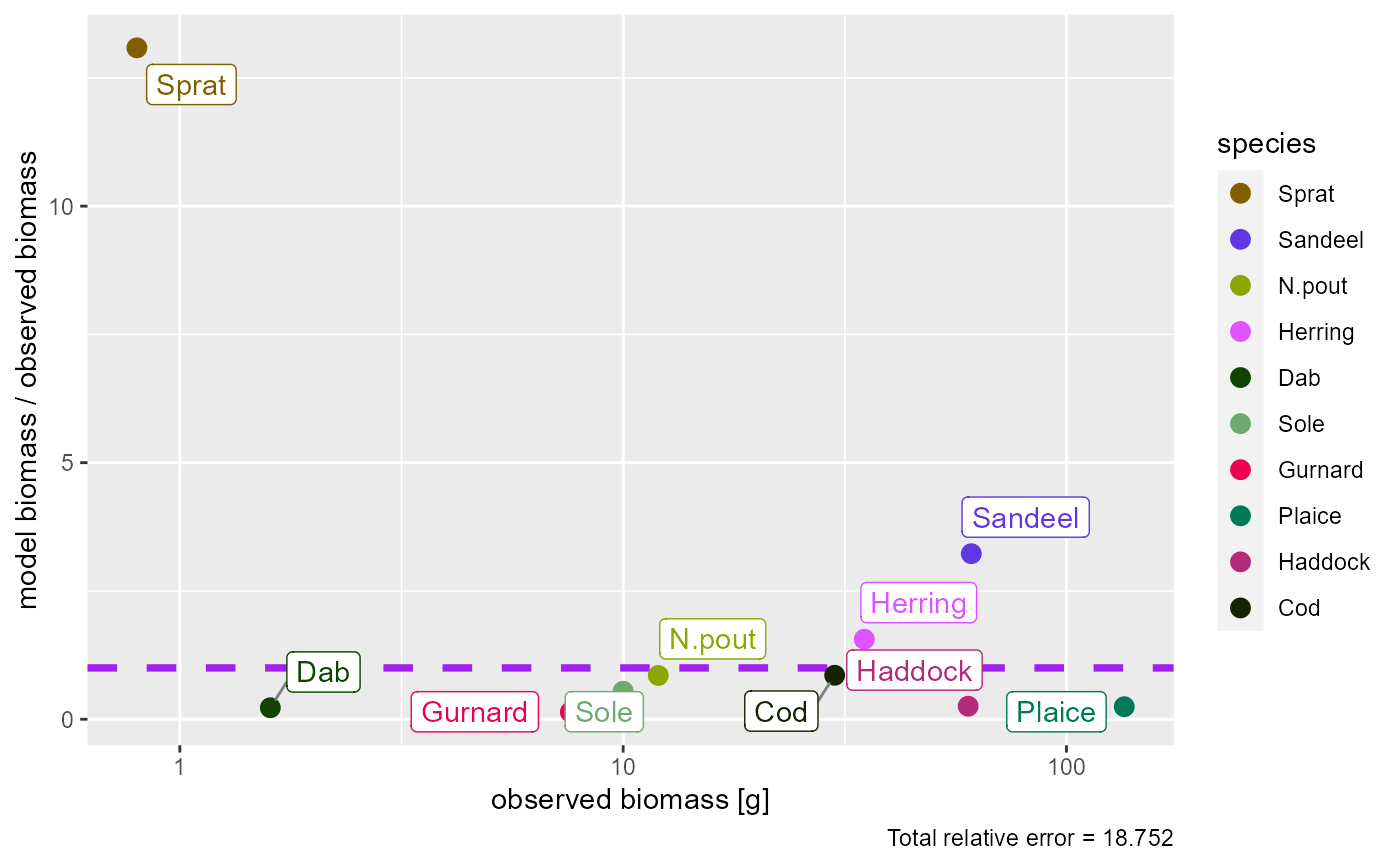 Sprat
10
5
0
model biomass / observed biomass
Sandeel
Herring
N.pout
Dab
Haddock
Gurnard
Sole
Cod
Plaice
1
10
100
observed biomass [g]
Total relative error = 18.752
species
Sprat
Sandeel
N.pout
Herring
Dab
Sole
Gurnard
Plaice
Haddock
Cod